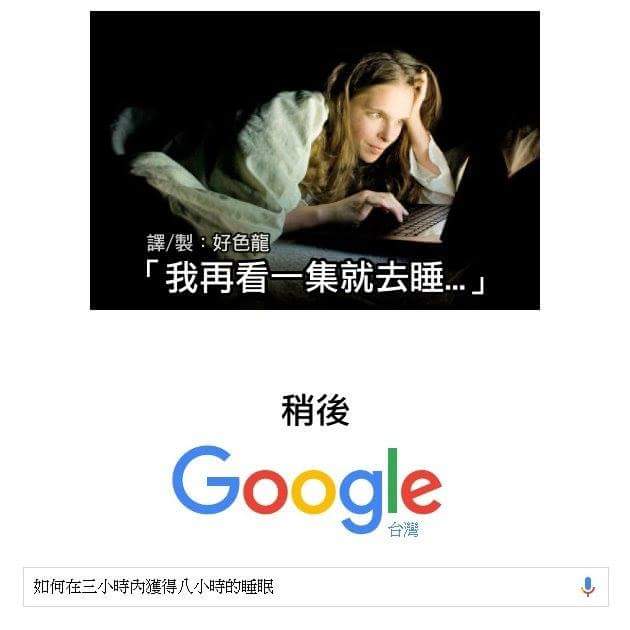 譯/製：好色龍
「我再看一集就去睡...」
稍後
Google
台灣
如何在三小時內獲得八小時的睡眠